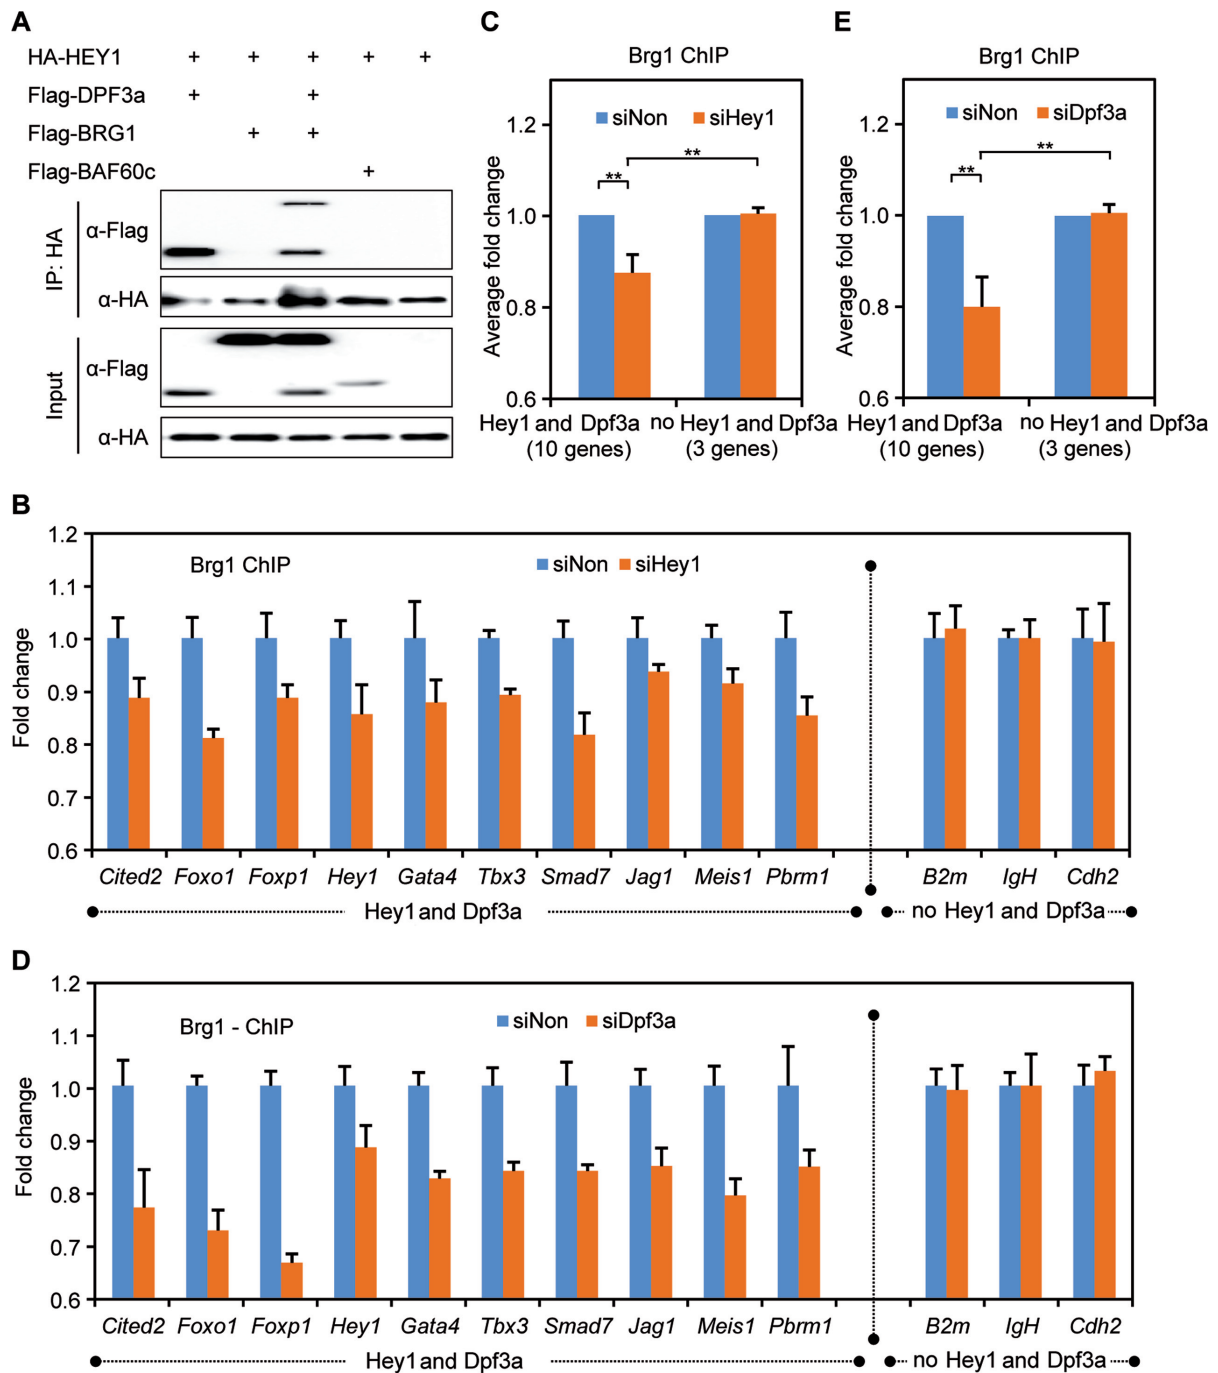 A
HA-HEY1 + + + + +
Flag-DPF3a + +
Flag-BRG1 + +
Flag-BAF60c +
IP: HA
α-Flag
α-HA
Input
α-Flag
α-HA
C
Brg1 ChIP
siNon siHey1
**
**
Average fold change
1.2
1.0
0.8
0.6
Hey1 and Dpf3a no Hey1 and Dpf3a
(10 genes) (3 genes)
E
Brg1 ChIP
siNon siDpf3a
**
**
Average fold change
1.2
1.0
0.8
0.6
Hey1 and Dpf3a no Hey1 and Dpf3a
(10 genes) (3 genes)
B
Brg1 ChIP
siNon siHey1
Fold change
1.2
1.1
1.0
0.9
0.8
0.7
0.6
Cited2 Foxo1 Foxp1 Hey1 Gata4 Tbx3 Smad7 Jag1 Meis1 Pbrm1 B2m IgH Cdh2
Hey1 and Dpf3a no Hey1 and Dpf3a
D
Brg1 - ChIP
siNon siDpf3a
Fold change
1.2
1.1
1.0
0.9
0.8
0.7
0.6
Cited2 Foxo1 Foxp1 Hey1 Gata4 Tbx3 Smad7 Jag1 Meis1 Pbrm1 B2m IgH Cdh2
Hey1 and Dpf3a no Hey1 and Dpf3a